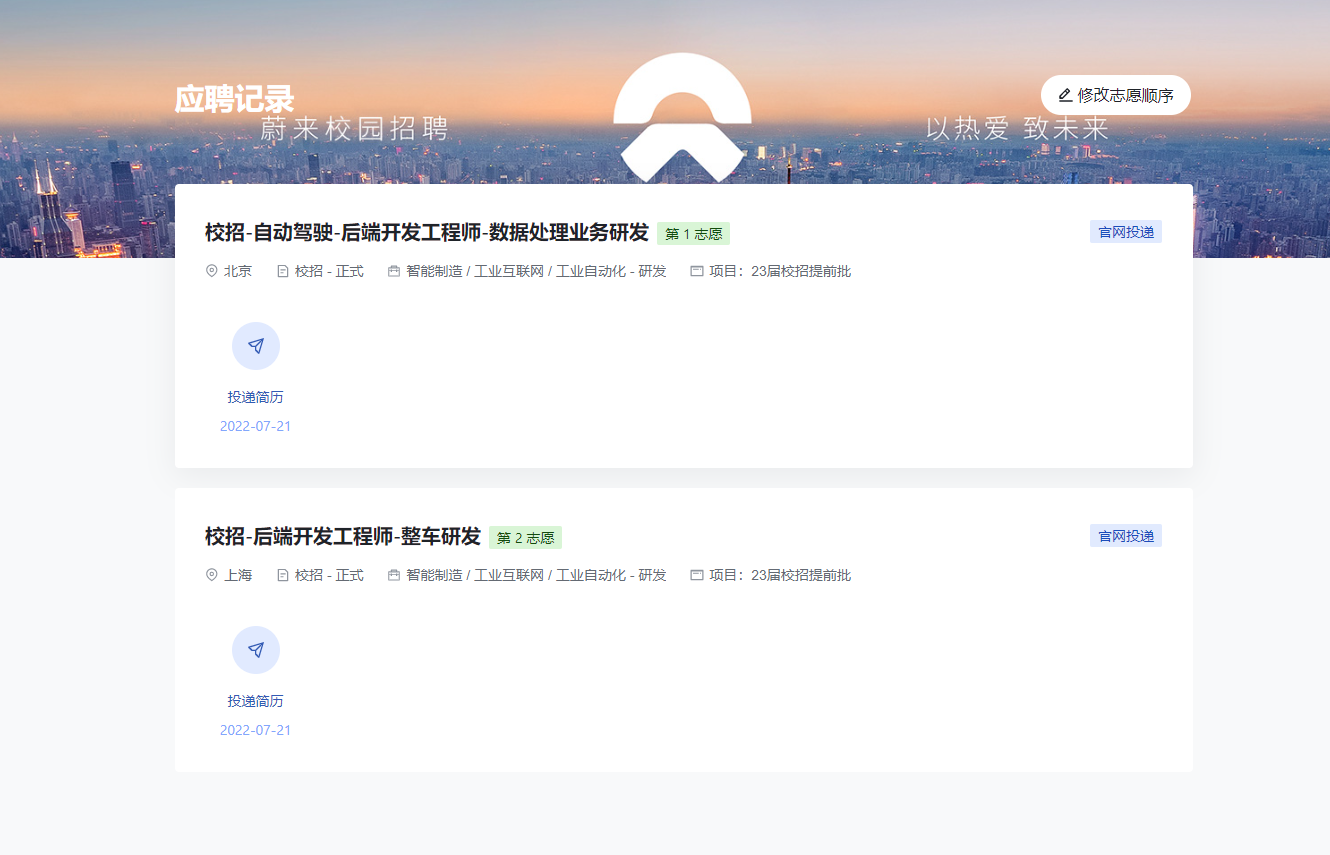 应聘记录
修改志愿顺序
蔚来校园招聘
以热爱 致未来
校招-自动驾驶-后端开发工程师-数据处理业务研发 第 1 志愿 官网投递
北京 校招 - 正式 智能制造 / 工业互联网 / 工业自动化 - 研发 项目：23届校招提前批
投递简历
2022-07-21
校招-后端开发工程师-整车研发 第 2 志愿 官网投递
上海 校招 - 正式 智能制造 / 工业互联网 / 工业自动化 - 研发 项目：23届校招提前批
投递简历
2022-07-21